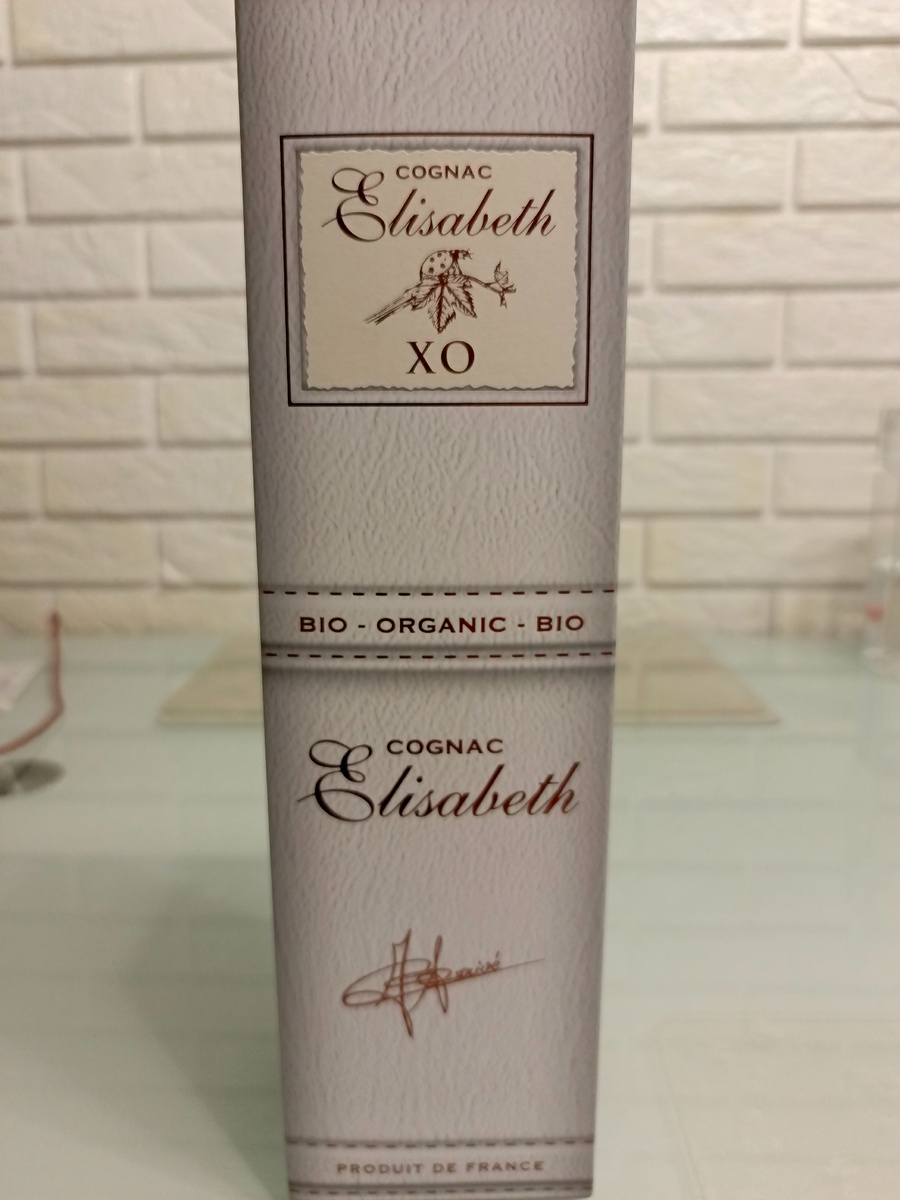 COGNAC
Elisabeth
XO
BIO - ORGANIC - BIO
COGNAC
Elisabeth
PRODUIT DE FRANCE